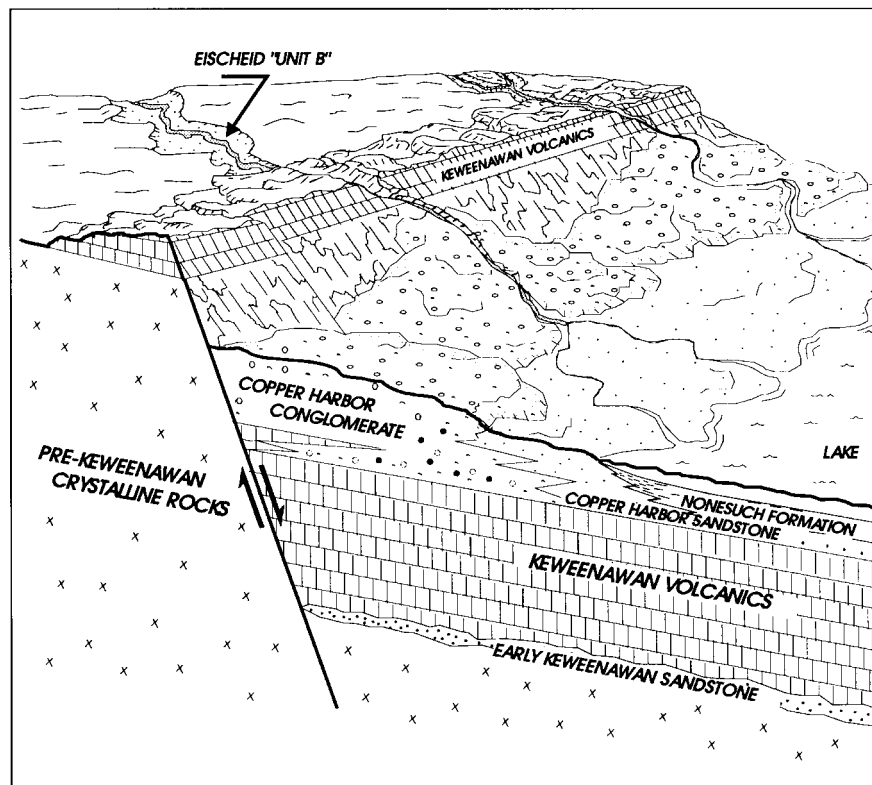 EISCHEID "UNIT B"
KEWEENAWAN VOLCANICS
COPPER HARBOR
CONGLOMERATE
LAKE
PRE-KEWEENAWAN
CRYSTALLINE ROCKS
NONESUCH FORMATION
COPPER HARBOR SANDSTONE
KEWEENAWAN VOLCANICS
EARLY KEWEENAWAN SANDSTONE